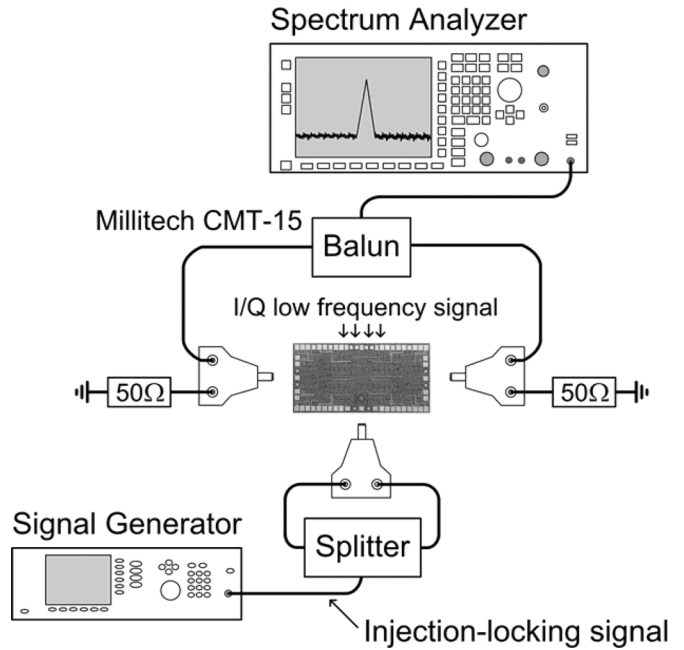 Spectrum Analyzer
Millitech CMT-15
Balun
I/Q low frequency signal
50Ω
50Ω
Signal Generator
Splitter
Injection-locking signal